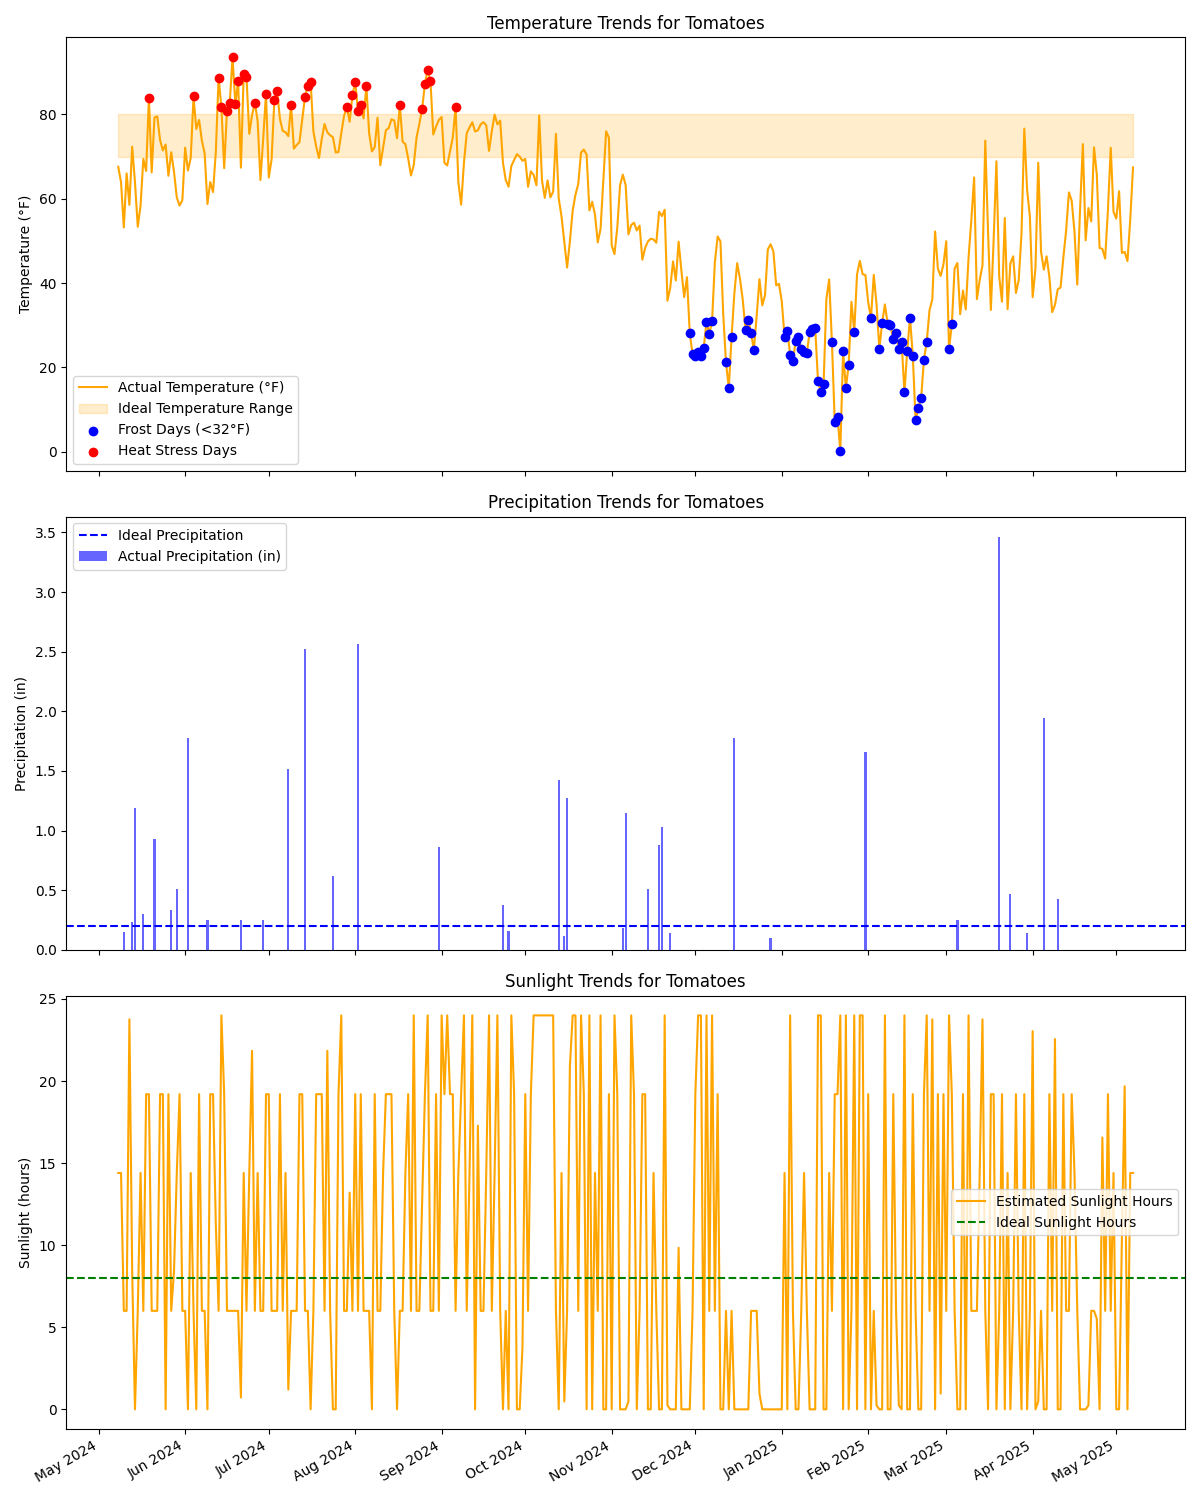 Temperature Trends for Tomatoes
Temperature (°F)
80
60
40
20
0
Actual Temperature (°F)
Ideal Temperature Range
Frost Days (<32°F)
Heat Stress Days
Precipitation Trends for Tomatoes
Precipitation (in)
3.5
3.0
2.5
2.0
1.5
1.0
0.5
0.0
Ideal Precipitation
Actual Precipitation (in)
Sunlight Trends for Tomatoes
Sunlight (hours)
25
20
15
10
5
0
Estimated Sunlight Hours
Ideal Sunlight Hours
May 2024
Jun 2024
Jul 2024
Aug 2024
Sep 2024
Oct 2024
Nov 2024
Dec 2024
Jan 2025
Feb 2025
Mar 2025
Apr 2025
May 2025